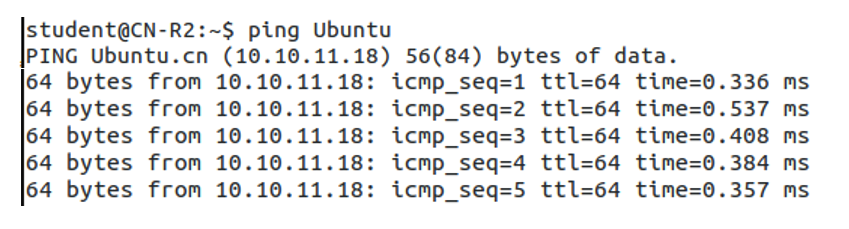 student@CN-R2:~$ ping Ubuntu
PING Ubuntu.cn (10.10.11.18) 56(84) bytes of data.
64 bytes from 10.10.11.18: icmp_seq=1 ttl=64 time=0.336 ms
64 bytes from 10.10.11.18: icmp_seq=2 ttl=64 time=0.537 ms
64 bytes from 10.10.11.18: icmp_seq=3 ttl=64 time=0.408 ms
64 bytes from 10.10.11.18: icmp_seq=4 ttl=64 time=0.384 ms
64 bytes from 10.10.11.18: icmp_seq=5 ttl=64 time=0.357 ms